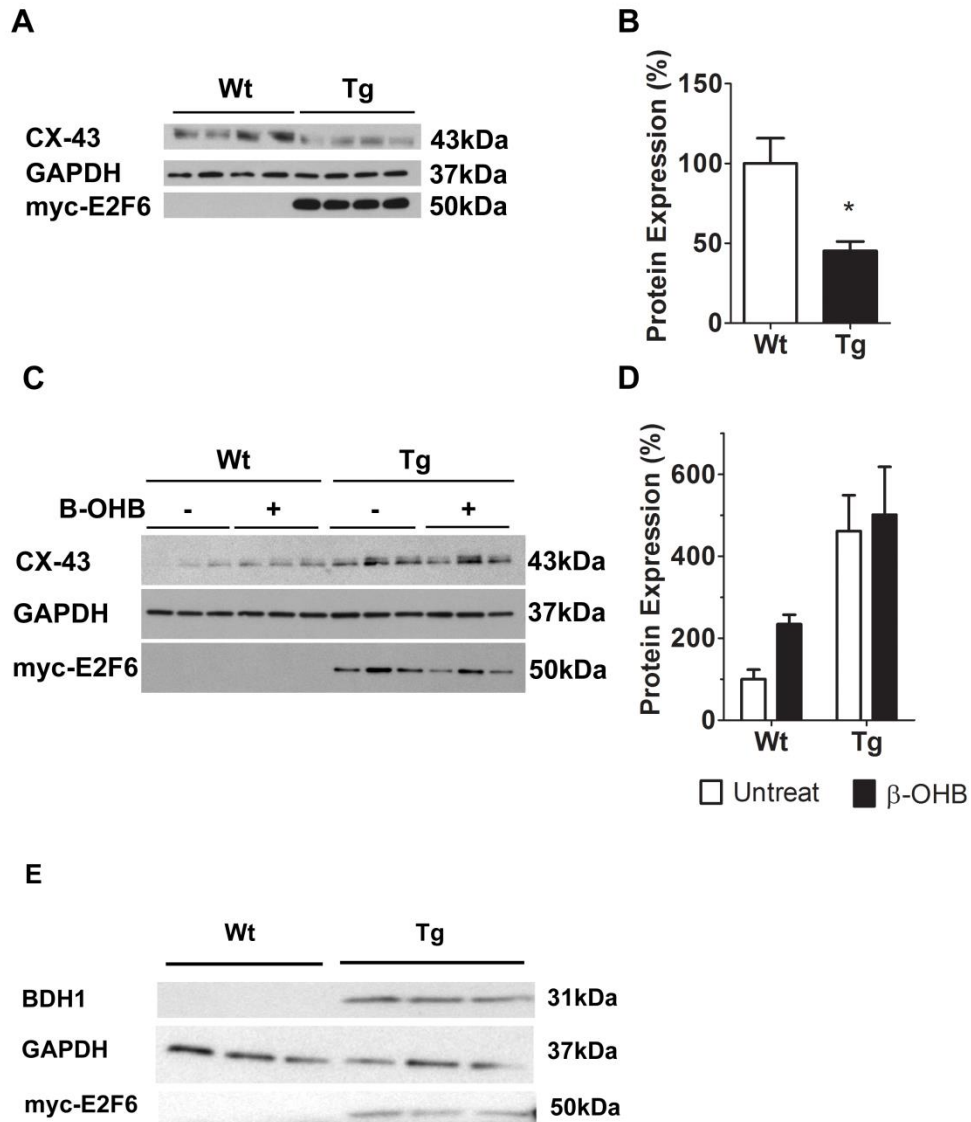 A
Wt Tg
CX-43 43kDa
GAPDH 37kDa
myc-E2F6 50kDa
B
Protein Expression (%)
150
100
50
0
*
Wt Tg
C
Wt Tg
B-OHB - + - +
CX-43 43kDa
GAPDH 37kDa
myc-E2F6 50kDa
D
Protein Expression (%)
600
400
200
0
Wt Tg
Untreat β-OHB
E
Wt Tg
BDH1 31kDa
GAPDH 37kDa
myc-E2F6 50kDa